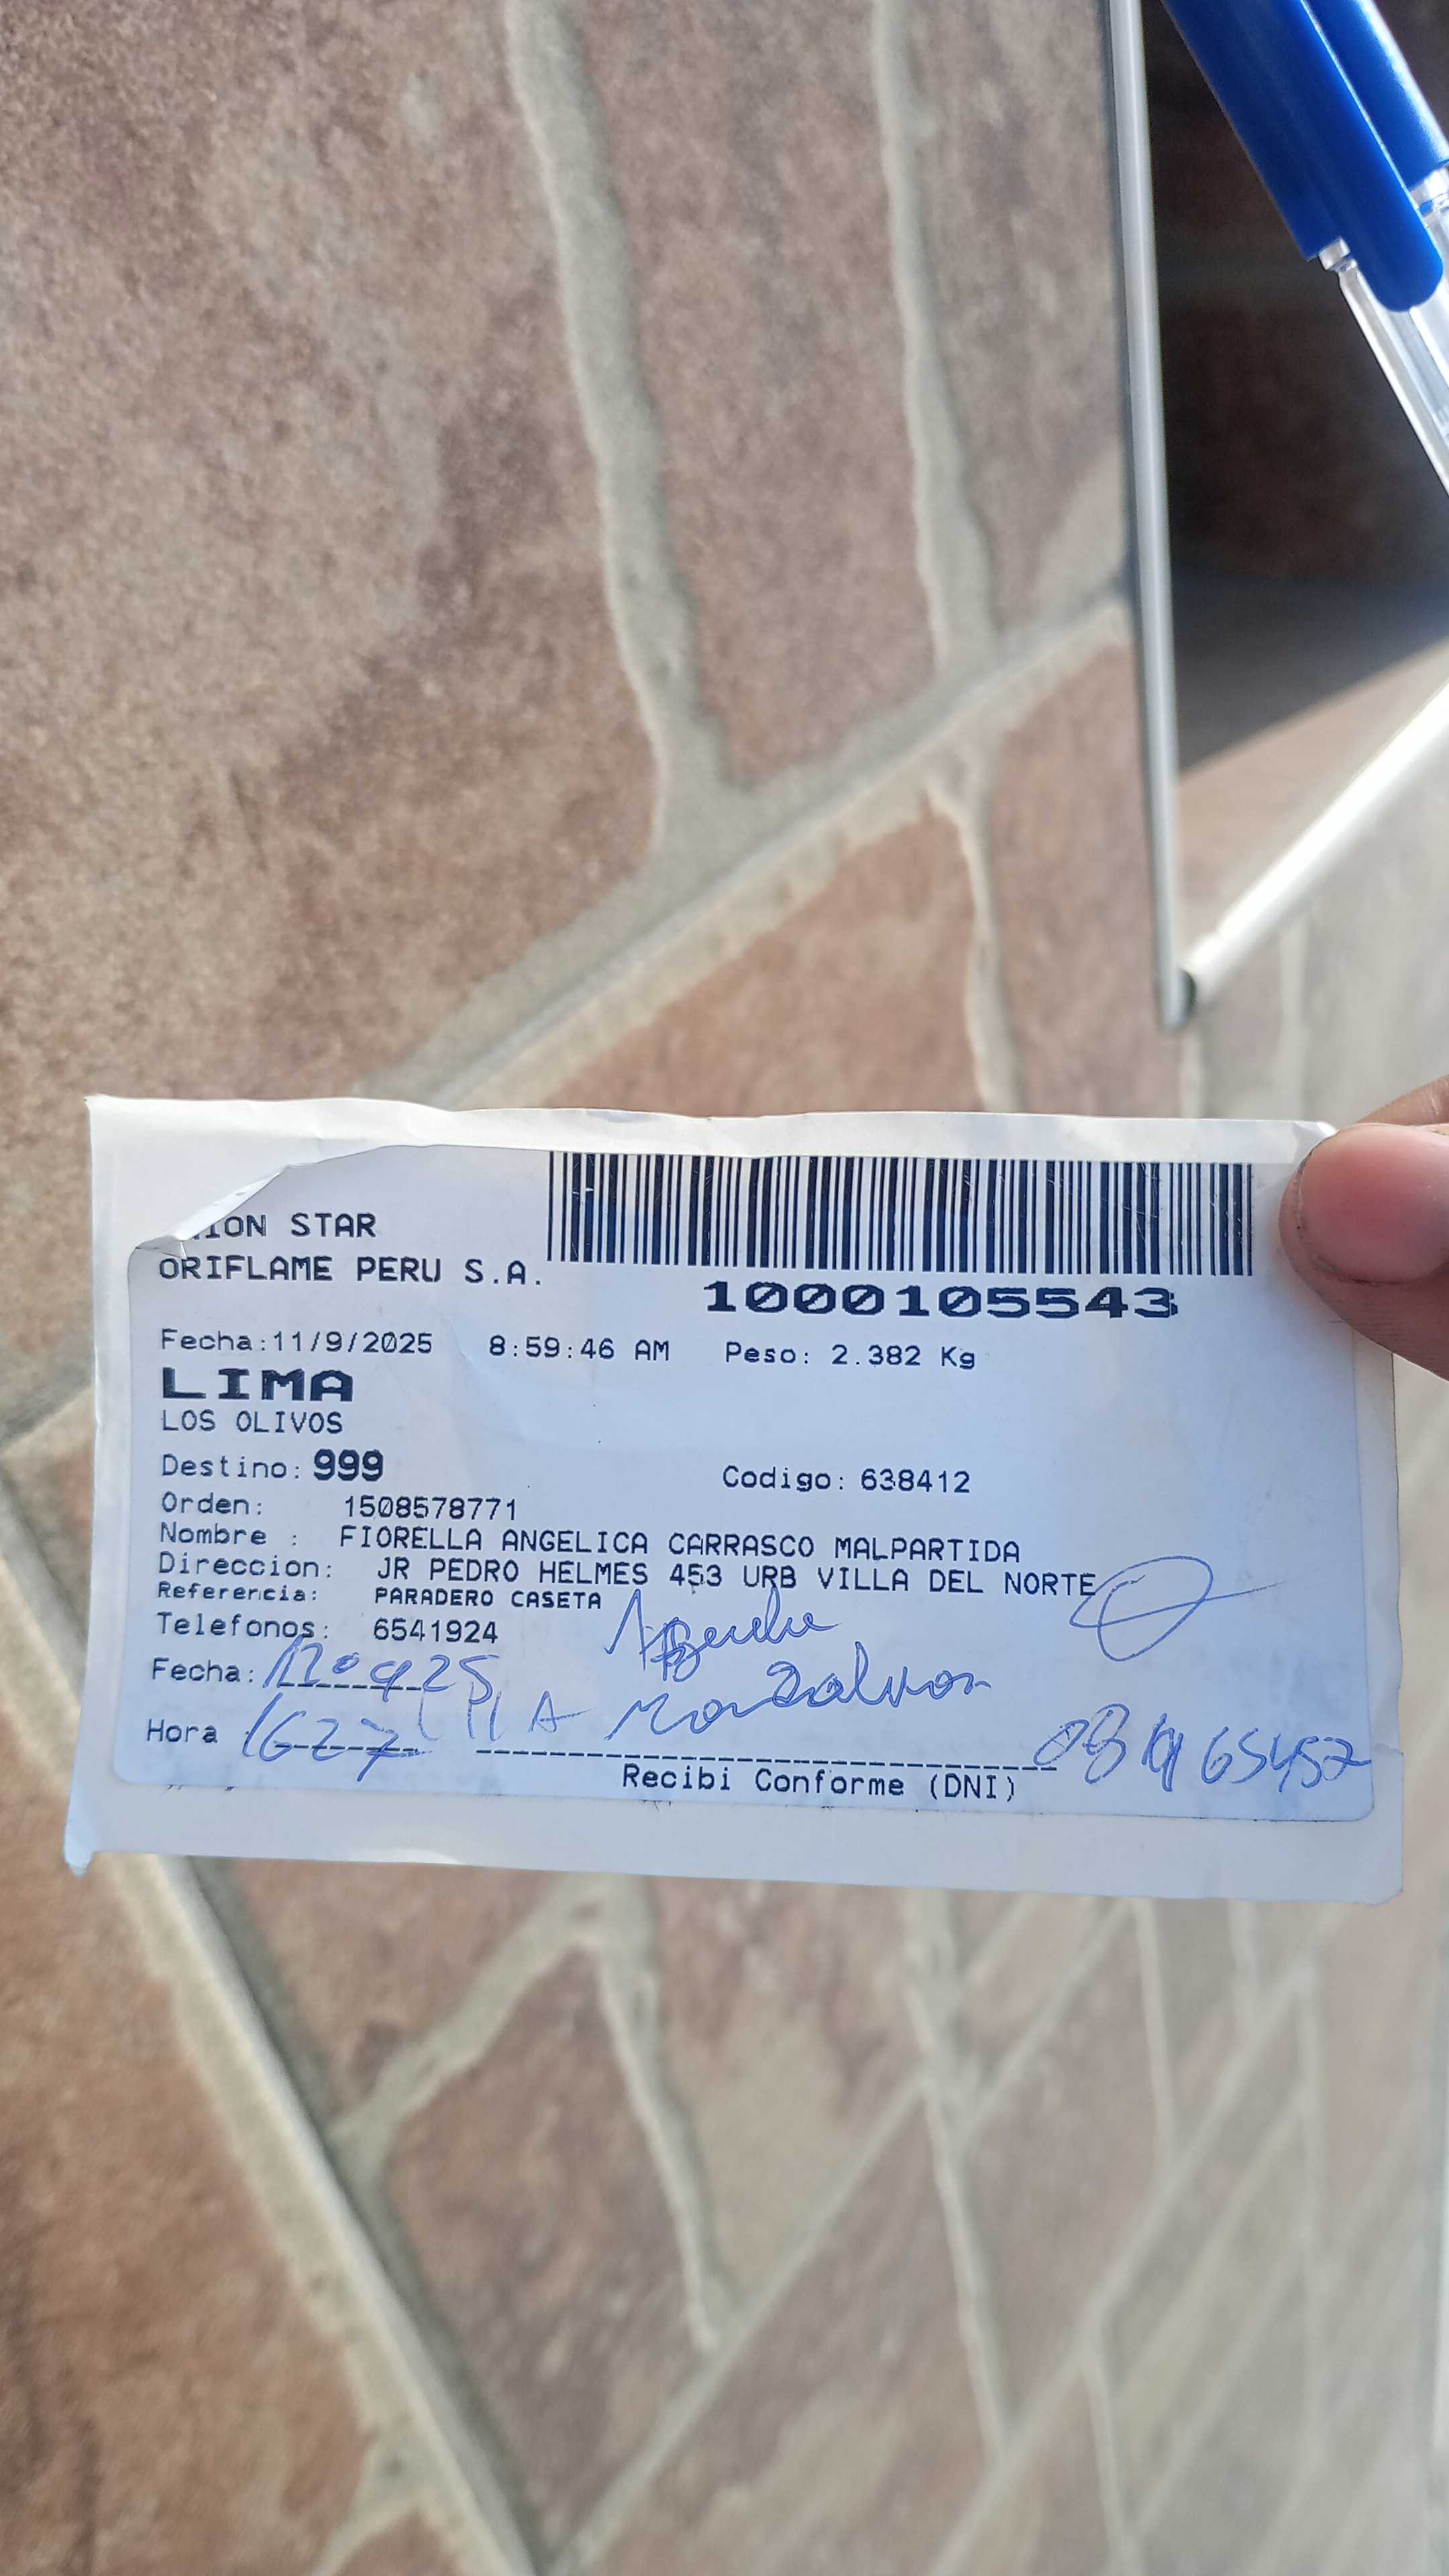 ION STAR
ORIFLAME PERU S.A.
1000105543
Fecha:11/9/2025 8:59:46 AM Peso: 2.382 Kg
LIMA
LOS OLIVOS
Destino: 999 Codigo: 638412
Orden: 1508578771
Nombre : FIORELLA ANGELICA CARRASCO MALPARTIDA
Direccion: JR PEDRO HELMES 453 URB VILLA DEL NORTE
Referencia: PARADERO CASETA
Telefonos: 6541924
Fecha:
Hora 1627
Recibi Conforme (DNI)